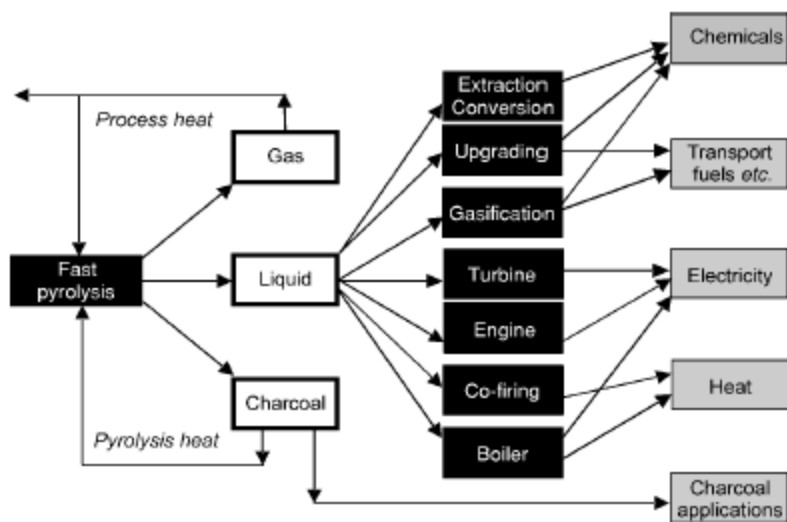 Chemicals
Extraction
Conversion
Process heat
Gas
Upgrading
Transport
fuels etc.
Gasification
Fast
pyrolysis
Liquid
Turbine
Electricity
Engine
Co-firing
Heat
Charcoal
Pyrolysis heat
Boiler
Charcoal
applications